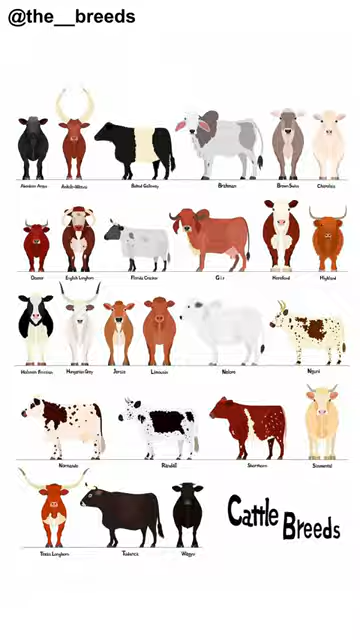 @the__breeds
Aberdeen Angus Ankole-Watusi Belted Galloway Brahman Brown Swiss Charolais
Dexter English Longhorn Florida Cracker Gir Hereford Highland
Holstein Friesian Hungarian Grey Jersey Limousin Nelore Nguni
Normande Randall Shorthorn Simmental
Texas Longhorn Tudanca Wagyu
Cattle Breeds